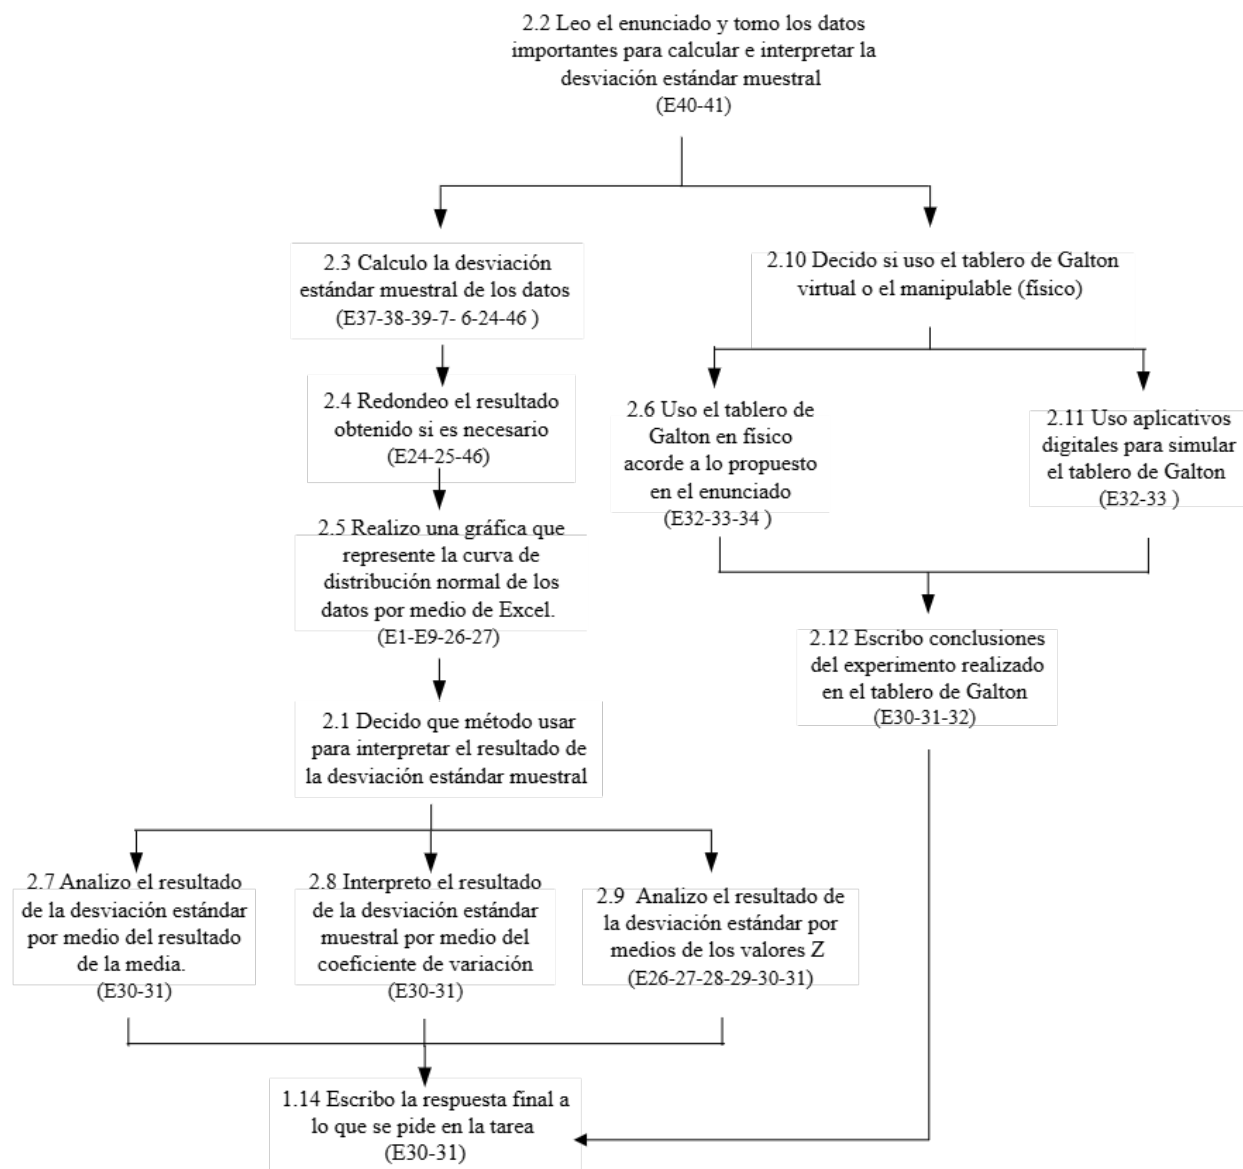 2.2 Leo el enunciado y tomo los datos
importantes para calcular e interpretar la
desviación estándar muestral
(E40-41)
2.3 Calculo la desviación
estándar muestral de los datos
(E37-38-39-7- 6-24-46 )
2.10 Decido si uso el tablero de Galton
virtual o el manipulable (físico)
2.4 Redondeo el resultado
obtenido si es necesario
(E24-25-46)
2.6 Uso el tablero de
Galton en físico
acorde a lo propuesto
en el enunciado
(E32-33-34 )
2.11 Uso aplicativos
digitales para simular
el tablero de Galton
(E32-33 )
2.5 Realizo una gráfica que
represente la curva de
distribución normal de los
datos por medio de Excel.
(E1-E9-26-27)
2.12 Escribo conclusiones
del experimento realizado
en el tablero de Galton
(E30-31-32)
2.1 Decido que método usar
para interpretar el resultado de
la desviación estándar muestral
2.7 Analizo el resultado
de la desviación estándar
por medio del resultado
de la media.
(E30-31)
2.8 Interpreto el resultado
de la desviación estándar
muestral por medio del
coeficiente de variación
(E30-31)
2.9 Analizo el resultado de
la desviación estándar por
medios de los valores Z
(E26-27-28-29-30-31)
1.14 Escribo la respuesta final a
lo que se pide en la tarea
(E30-31)